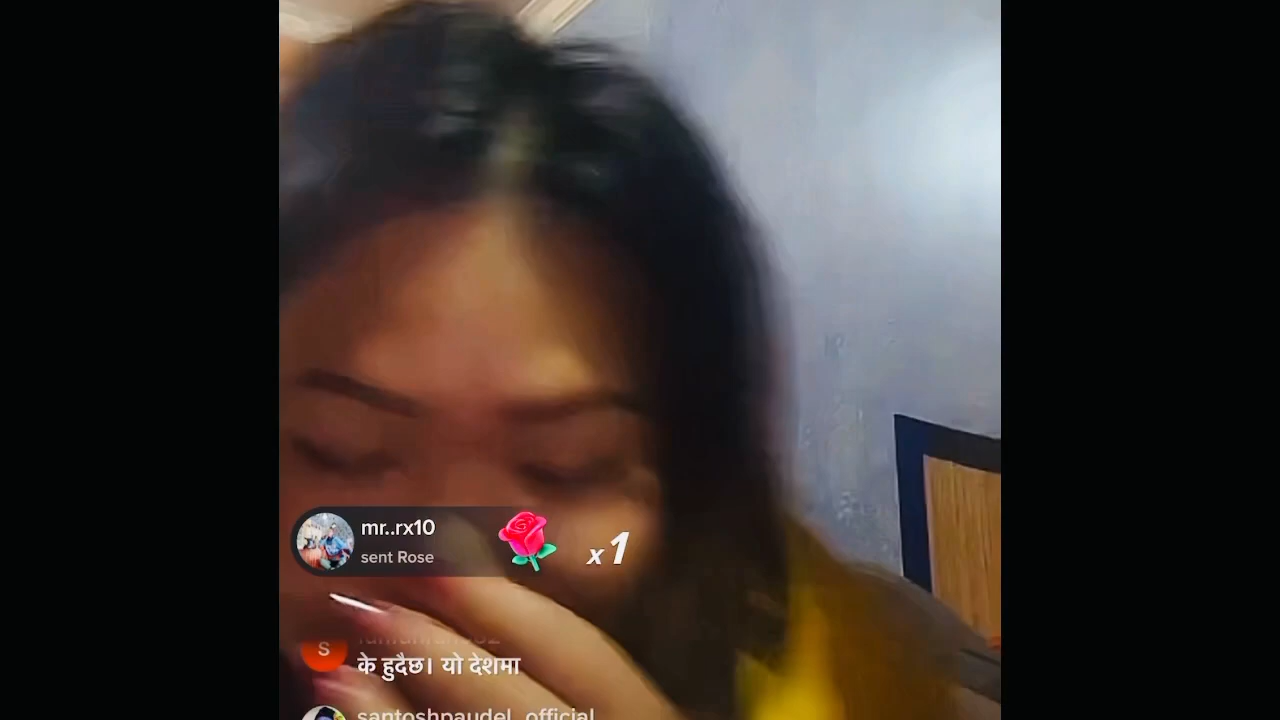 mr..rx10
sent Rose
x1
S
के हुदैछ। यो देशमा
santoshpaudel_official